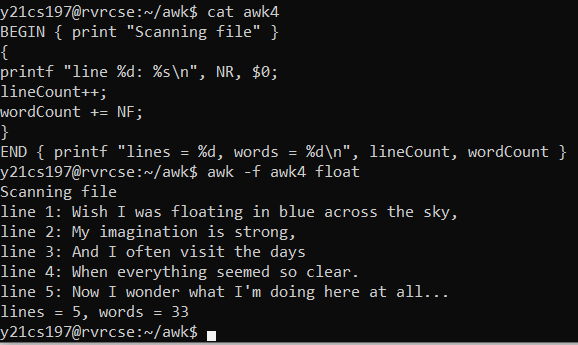 y21cs197@rvrcse:~/awk$ cat awk4
BEGIN { print "Scanning file" }
{
printf "line %d: %s\n", NR, $0;
lineCount++;
wordCount += NF;
}
END { printf "lines = %d, words = %d\n", lineCount, wordCount }
y21cs197@rvrcse:~/awk$ awk -f awk4 float
Scanning file
line 1: Wish I was floating in blue across the sky,
line 2: My imagination is strong,
line 3: And I often visit the days
line 4: When everything seemed so clear.
line 5: Now I wonder what I'm doing here at all...
lines = 5, words = 33
y21cs197@rvrcse:~/awk$